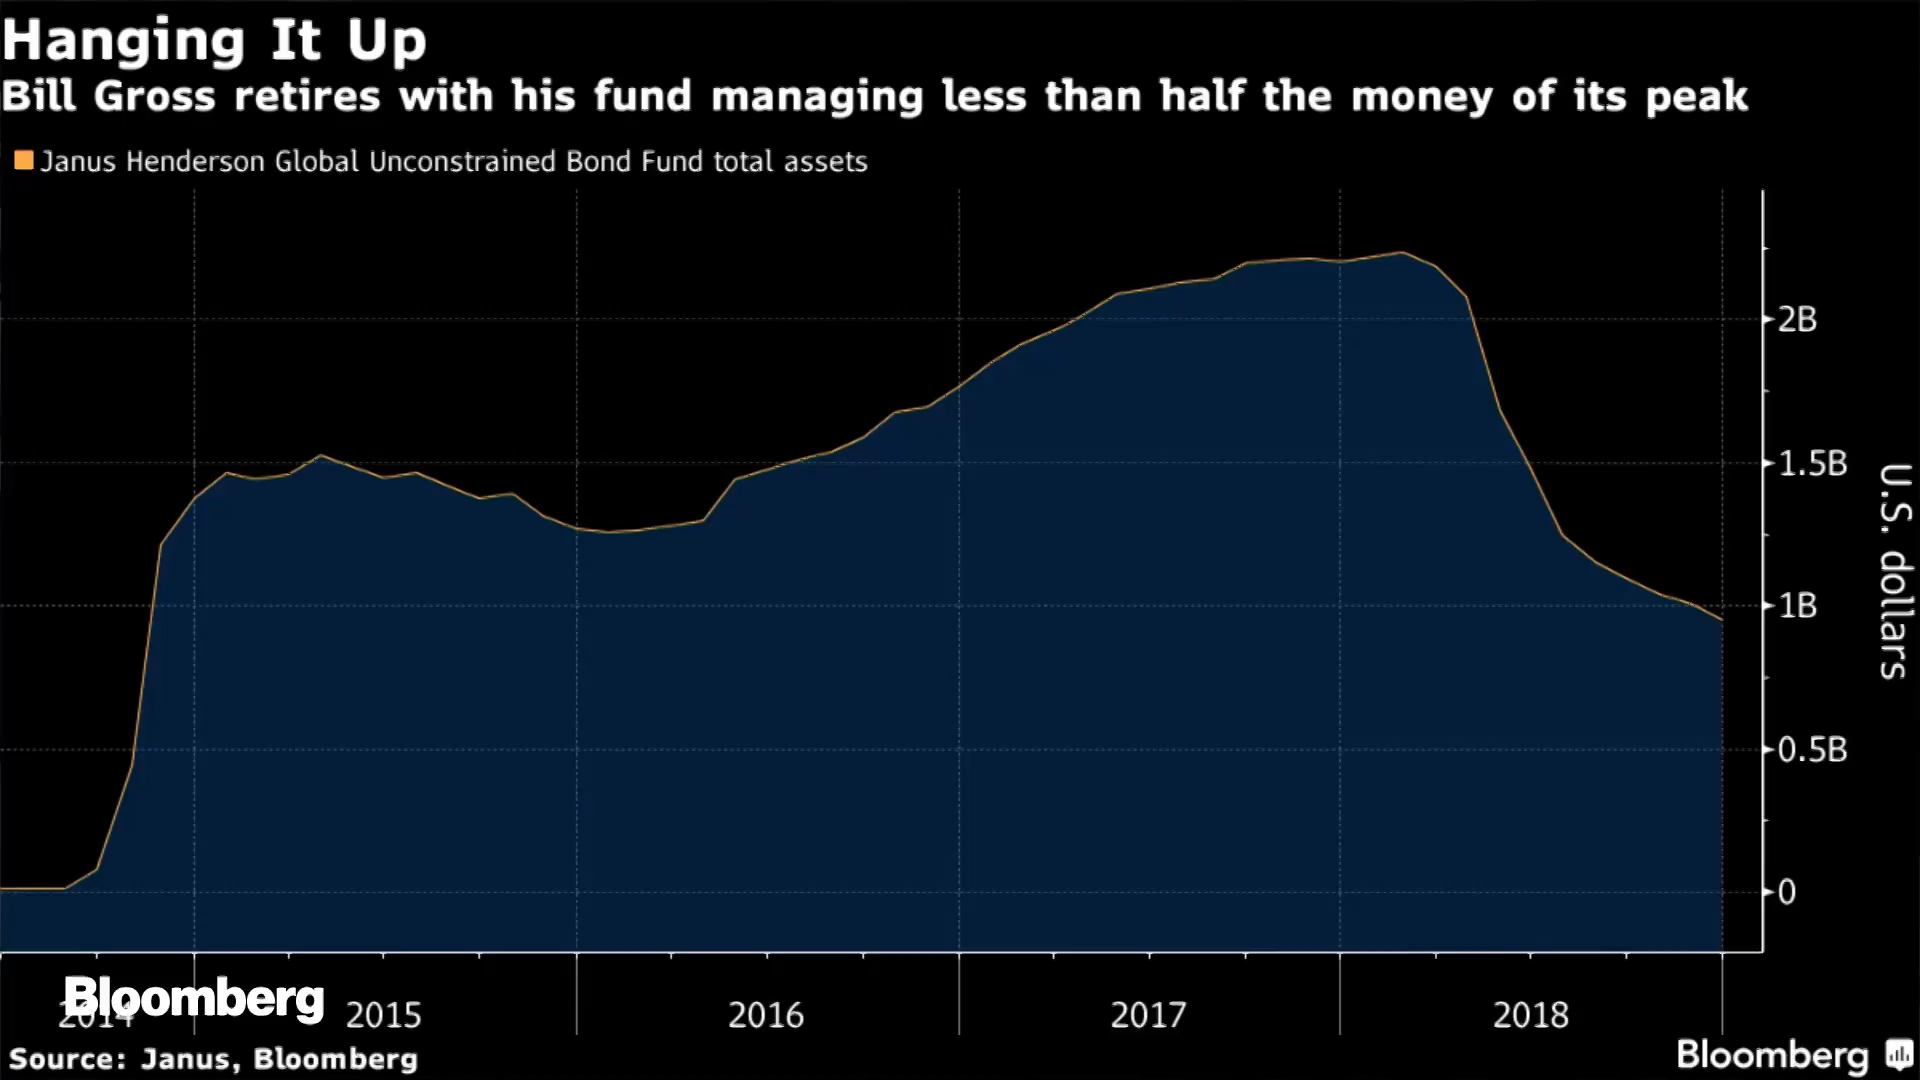 Hanging It Up
Bill Gross retires with his fund managing less than half the money of its peak
Janus Henderson Global Unconstrained Bond Fund total assets
2B
1.5B
1B
0.5B
0
U.S. dollars
2014 2015 2016 2017 2018
Bloomberg
Source: Janus, Bloomberg
Bloomberg